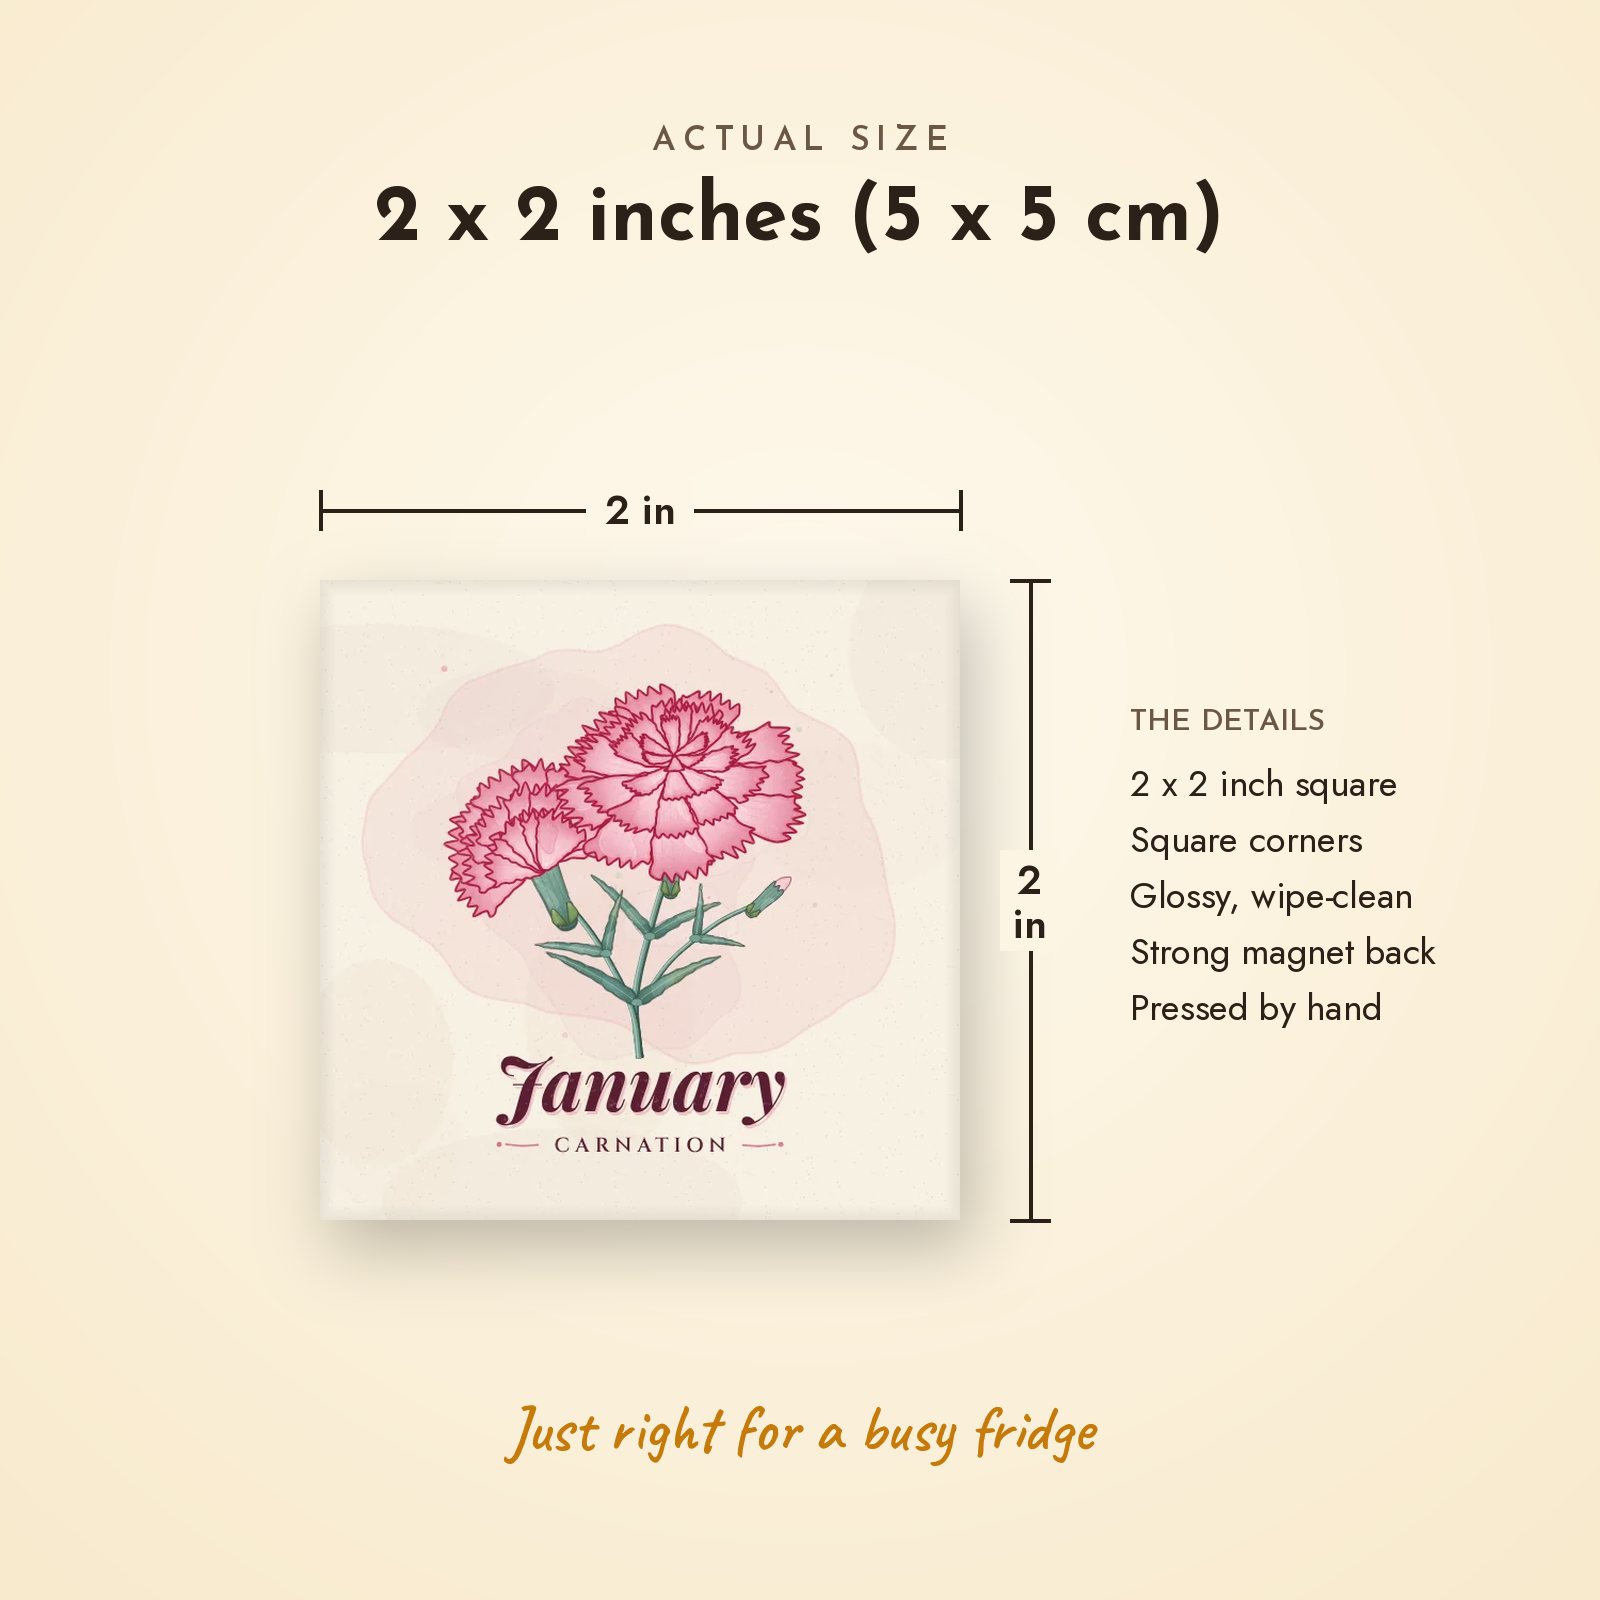 ACTUAL SIZE
2 x 2 inches (5 x 5 cm)
2 in
2
in
THE DETAILS
2 x 2 inch square
Square corners
Glossy, wipe-clean
Strong magnet back
Pressed by hand
January
CARNATION
Just right for a busy fridge